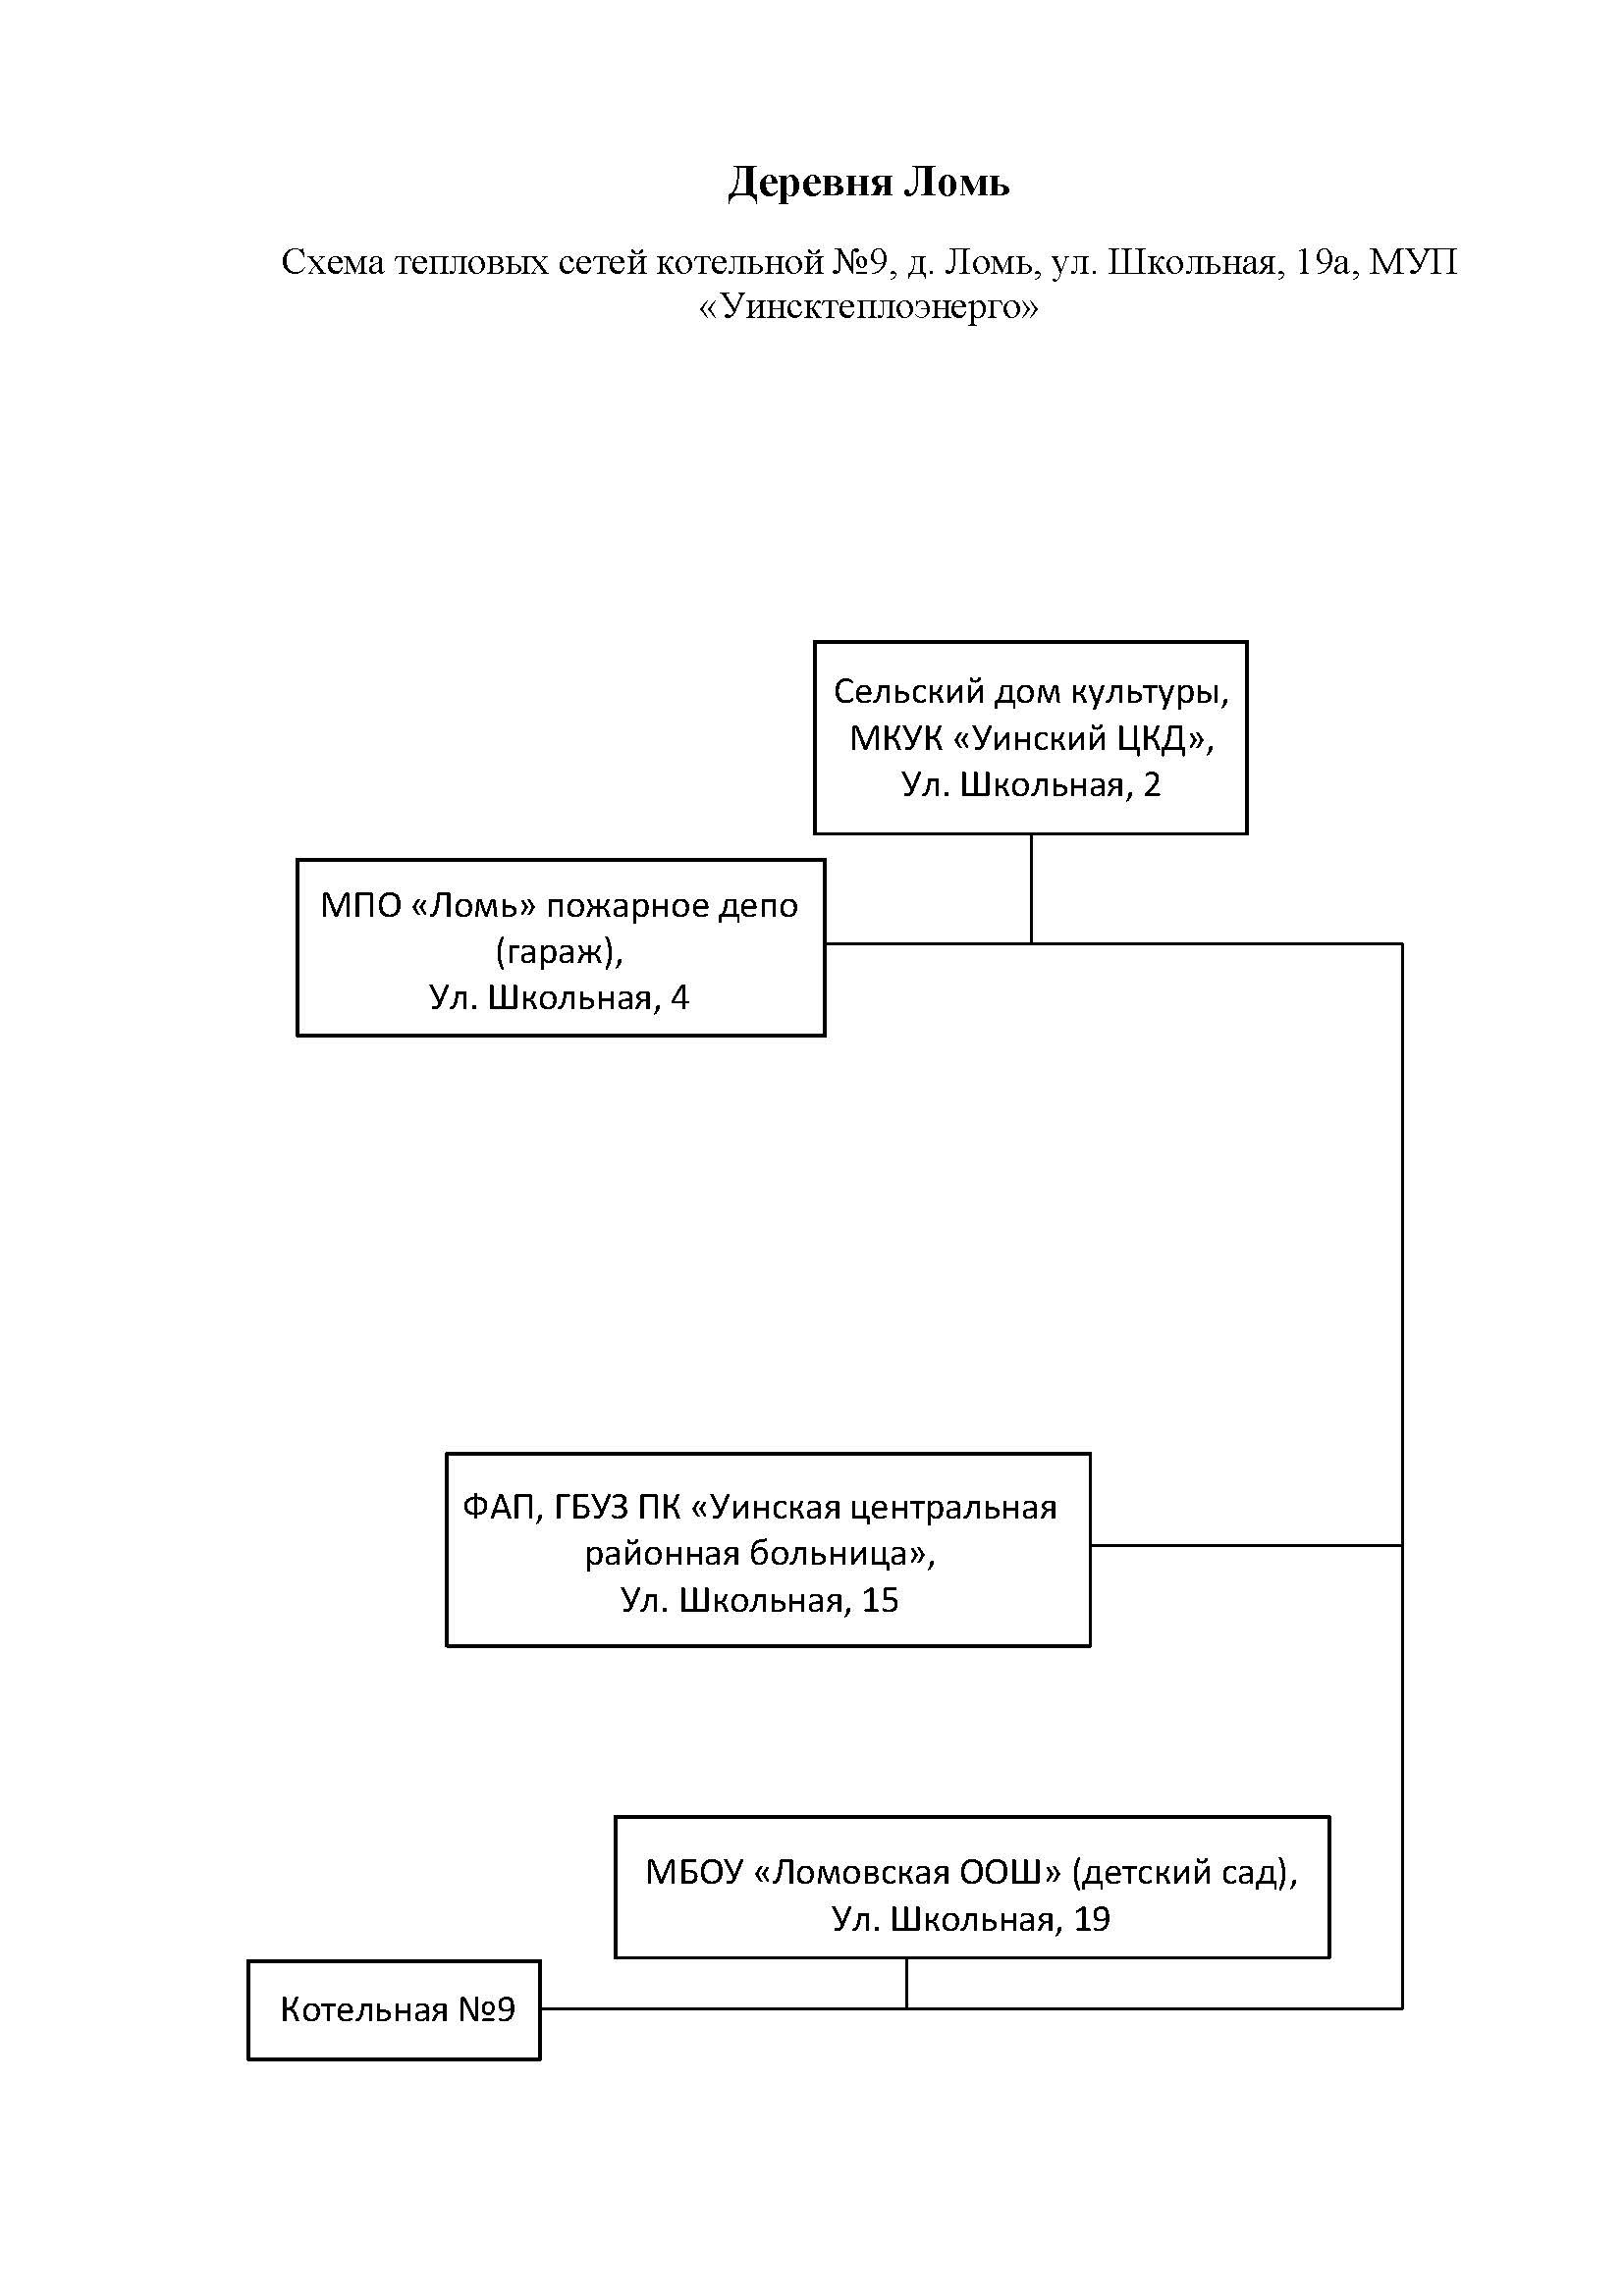 Деревня Ломь
Схема тепловых сетей котельной №9, д. Ломь, ул. Школьная, 19а, МУП
«Уинсктеплоэнерго»
Сельский дом культуры,
МКУК «Уинский ЦКД»,
Ул. Школьная, 2
МПО «Ломь» пожарное депо
(гараж),
Ул. Школьная, 4
ФАП, ГБУЗ ПК «Уинская центральная
районная больница»,
Ул. Школьная, 15
МБОУ «Ломовская ООШ» (детский сад),
Ул. Школьная, 19
Котельная №9